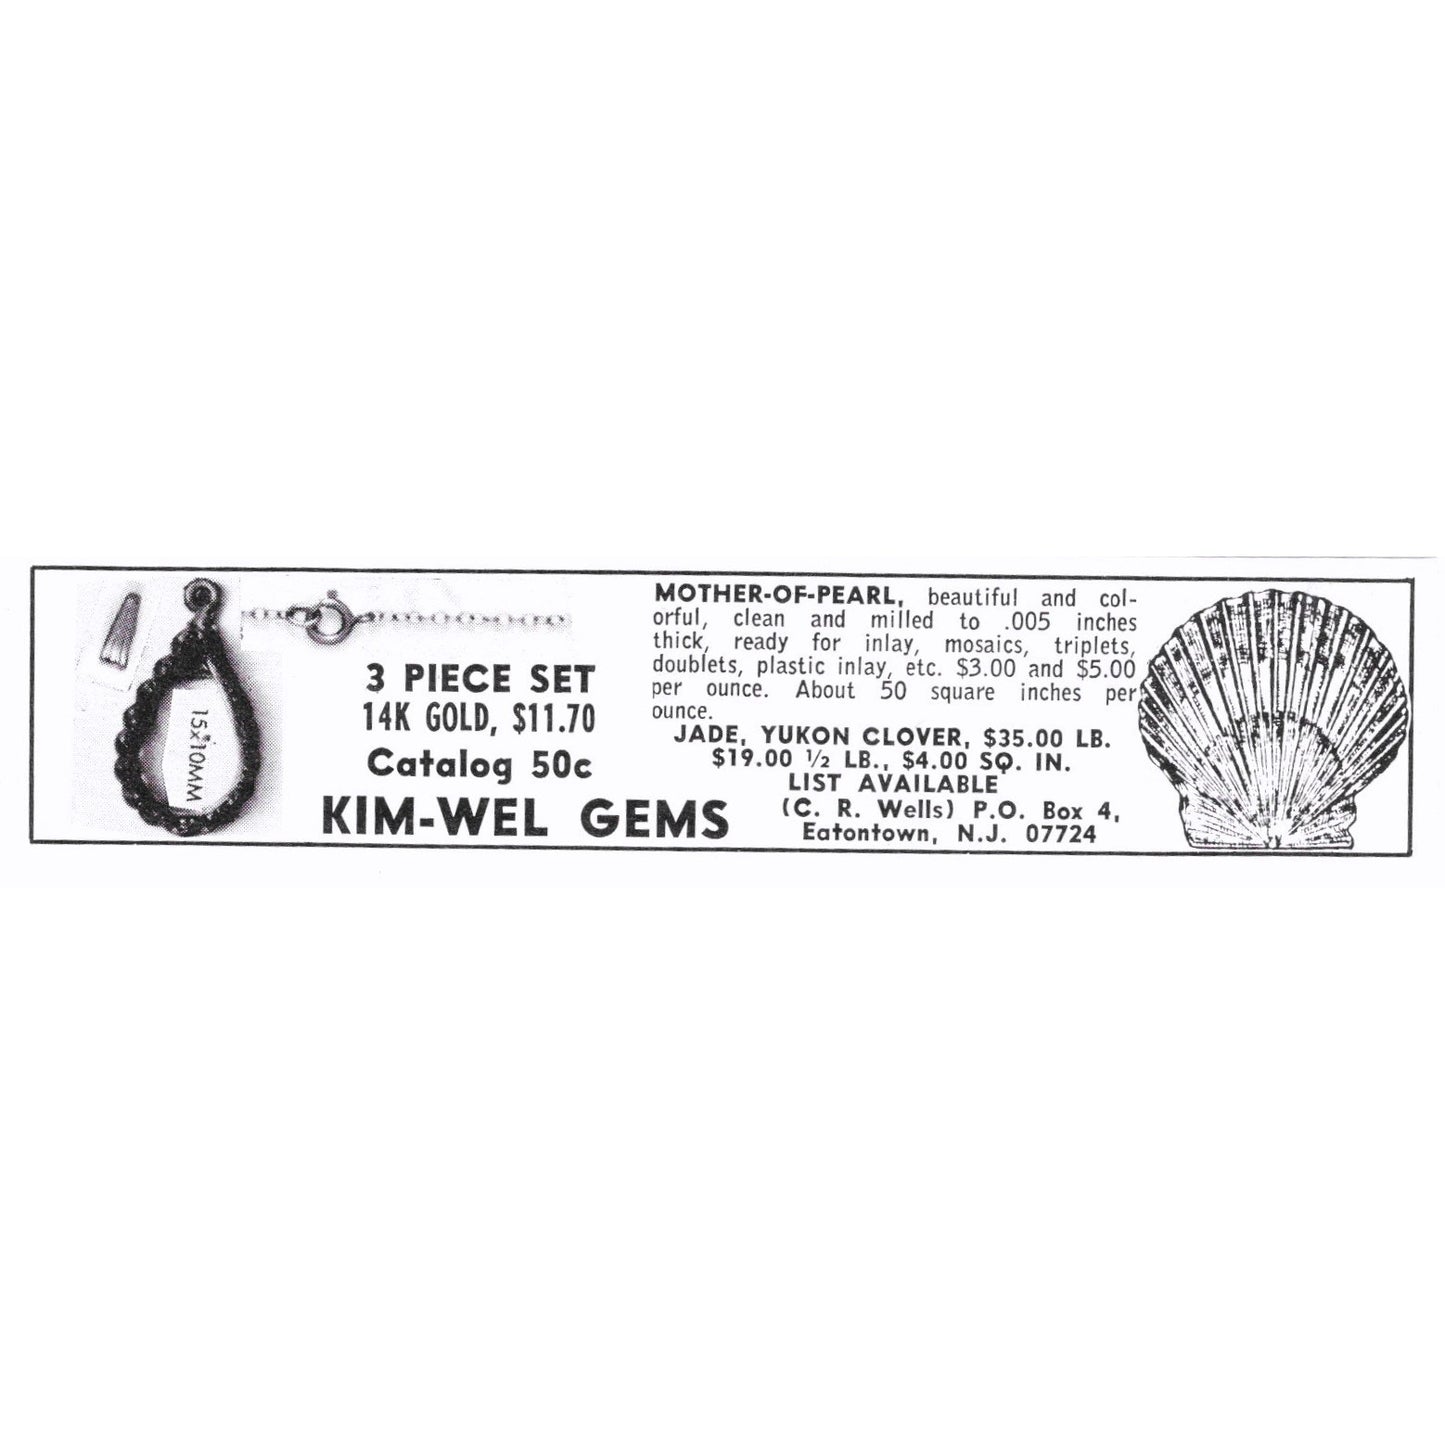 15x10MM
3 PIECE SET
14K GOLD, $11.70
Catalog 50c
KIM-WEL GEMS
MOTHER-OF-PEARL, beautiful and col-
orful, clean and milled to .005 inches
thick, ready for inlay, mosaics, triplets,
doublets, plastic inlay, etc. $3.00 and $5.00
per ounce. About 50 square inches per
ounce.
JADE, YUKON CLOVER, $35.00 LB.
$19.00 ½ LB., $4.00 SQ. IN.
LIST AVAILABLE
(C. R. Wells) P.O. Box 4,
Eatontown, N.J. 07724